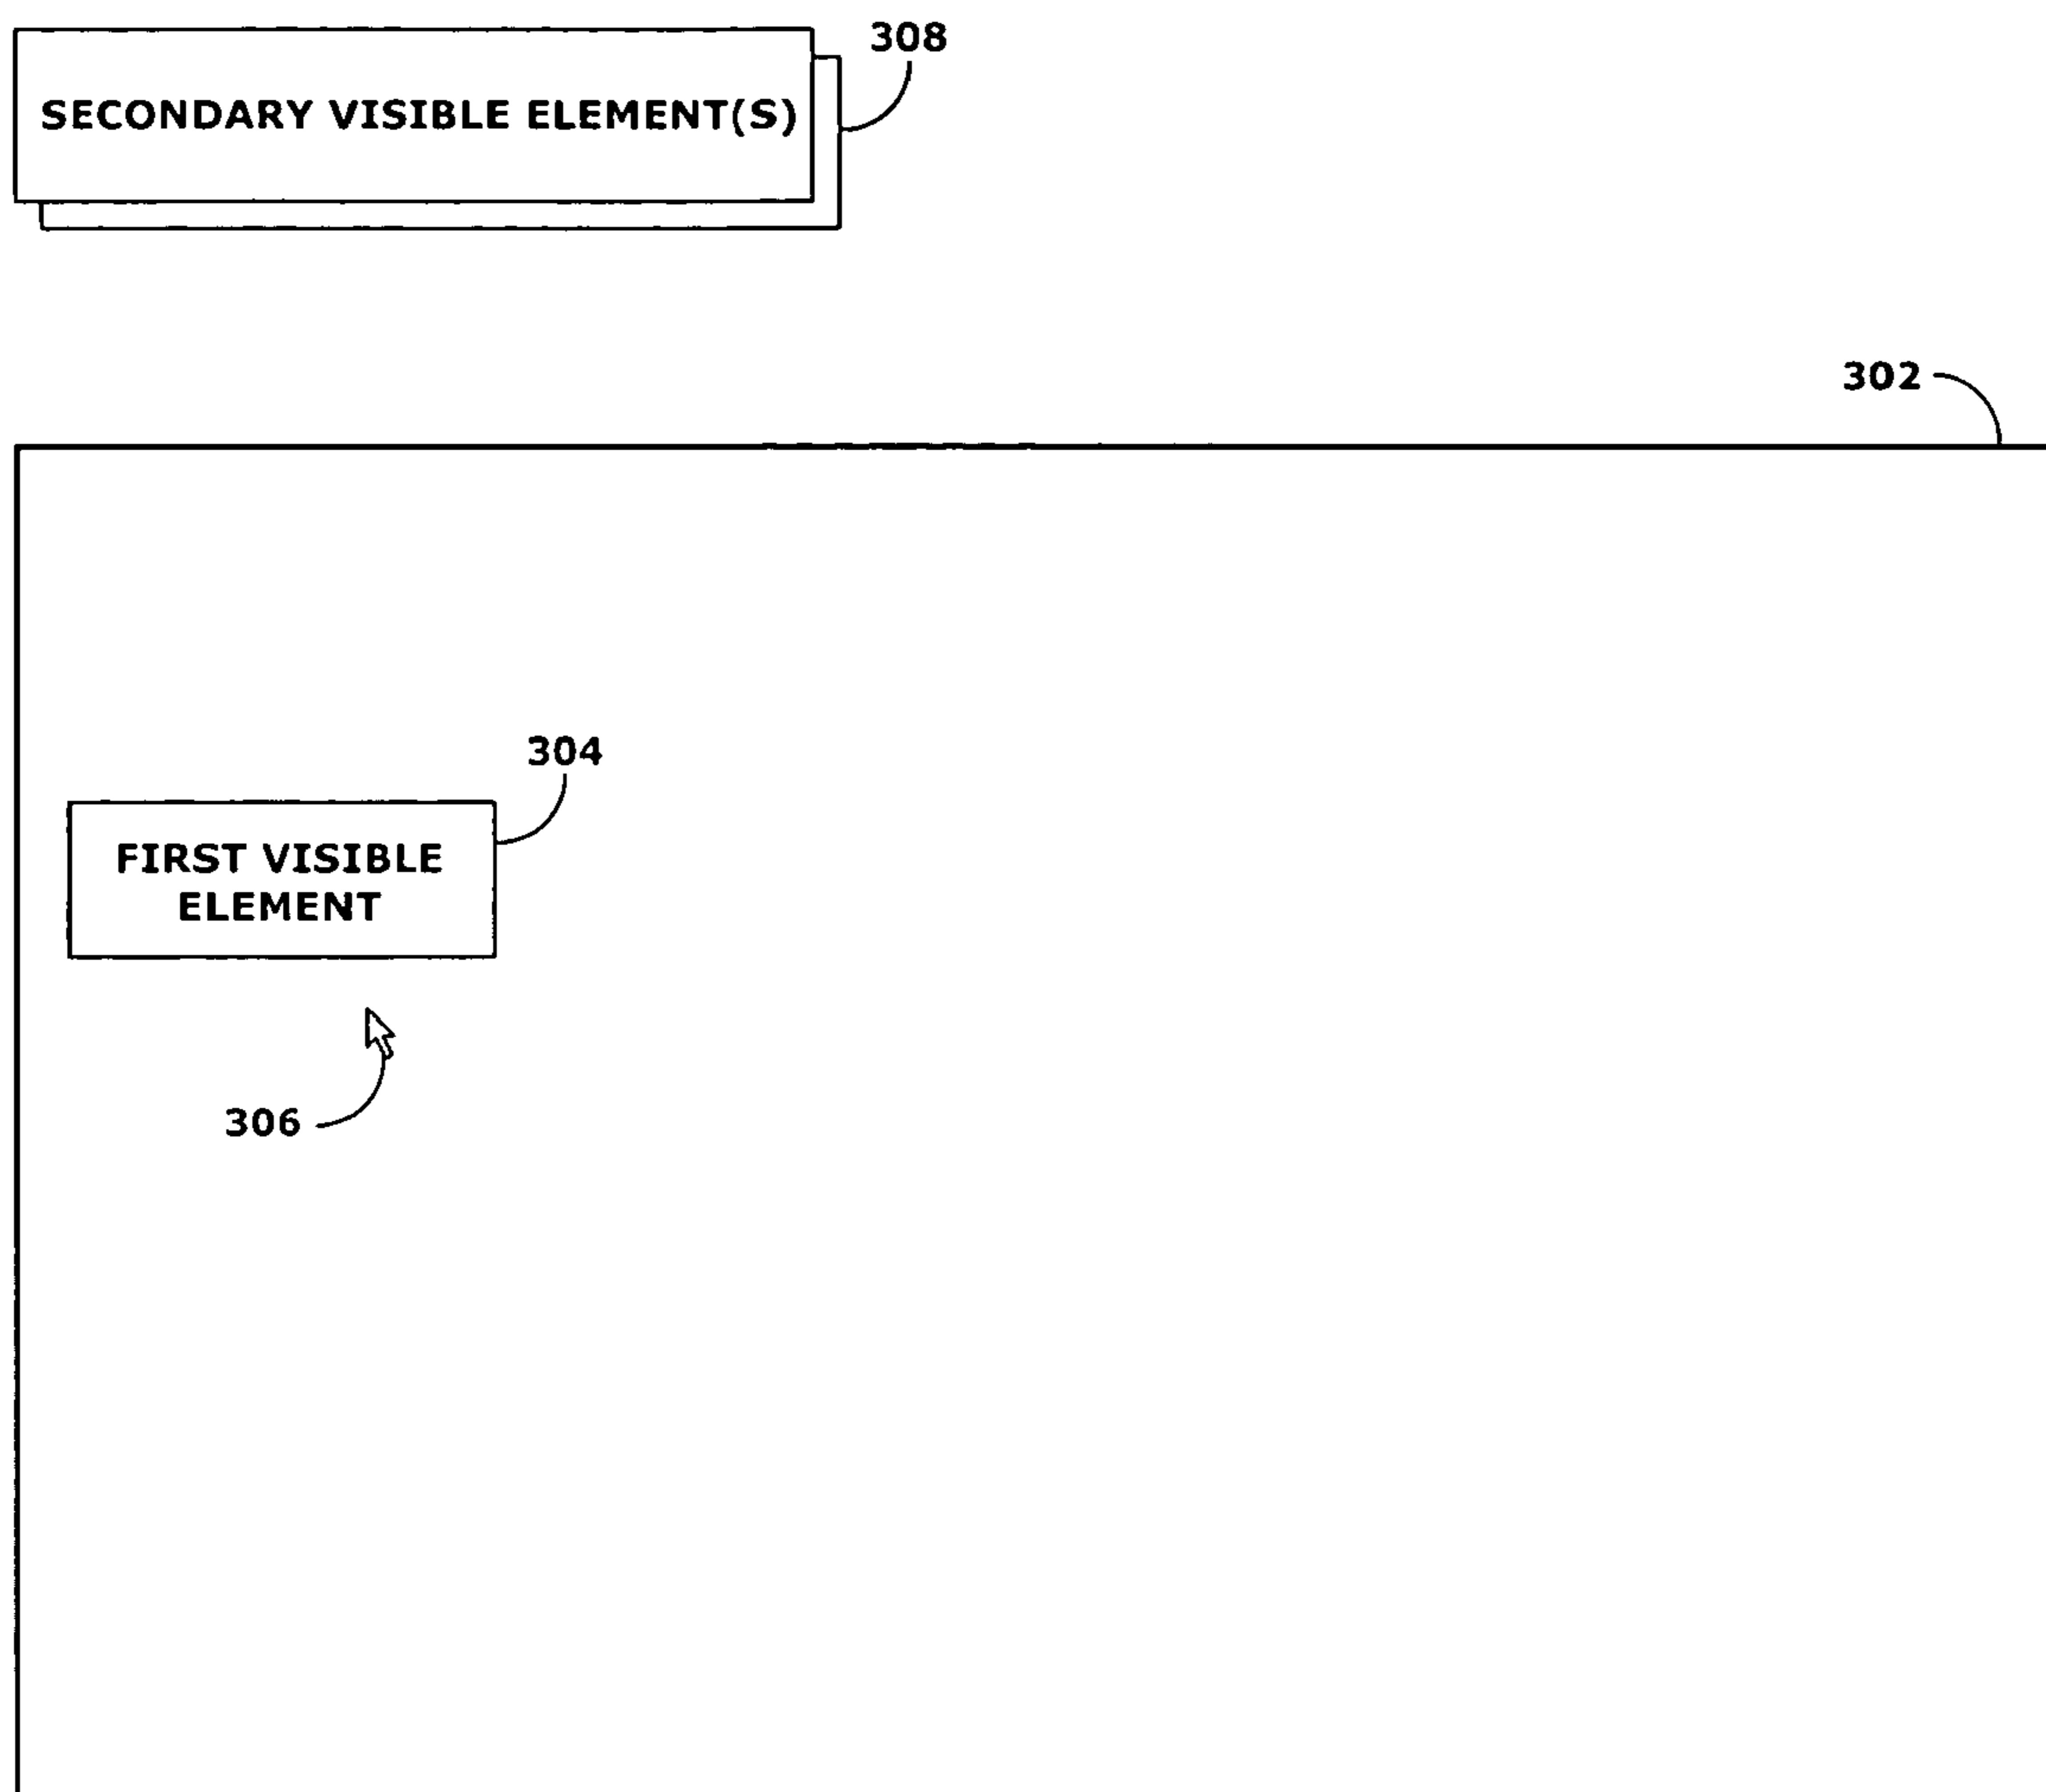 308
SECONDARY VISIBLE ELEMENT(S)
302
304
FIRST VISIBLE
ELEMENT
306